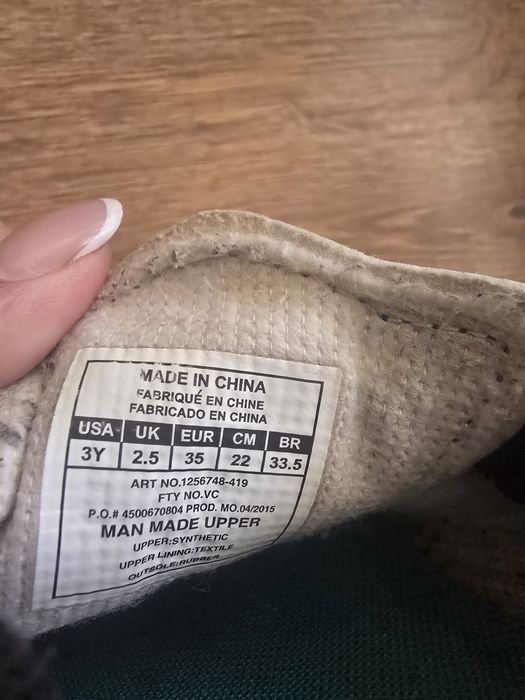 MADE IN CHINA
FABRIQUÉ EN CHINE
FABRICADO EN CHINA
USA UK EUR CM BR
3Y 2.5 35 22 33.5
ART NO.1256748-419
FTY NO.VC
P.O.# 4500670804 PROD. MO.04/2015
MAN MADE UPPER
UPPER:SYNTHETIC
UPPER LINING:TEXTILE
OUTSOLE:RUBBER